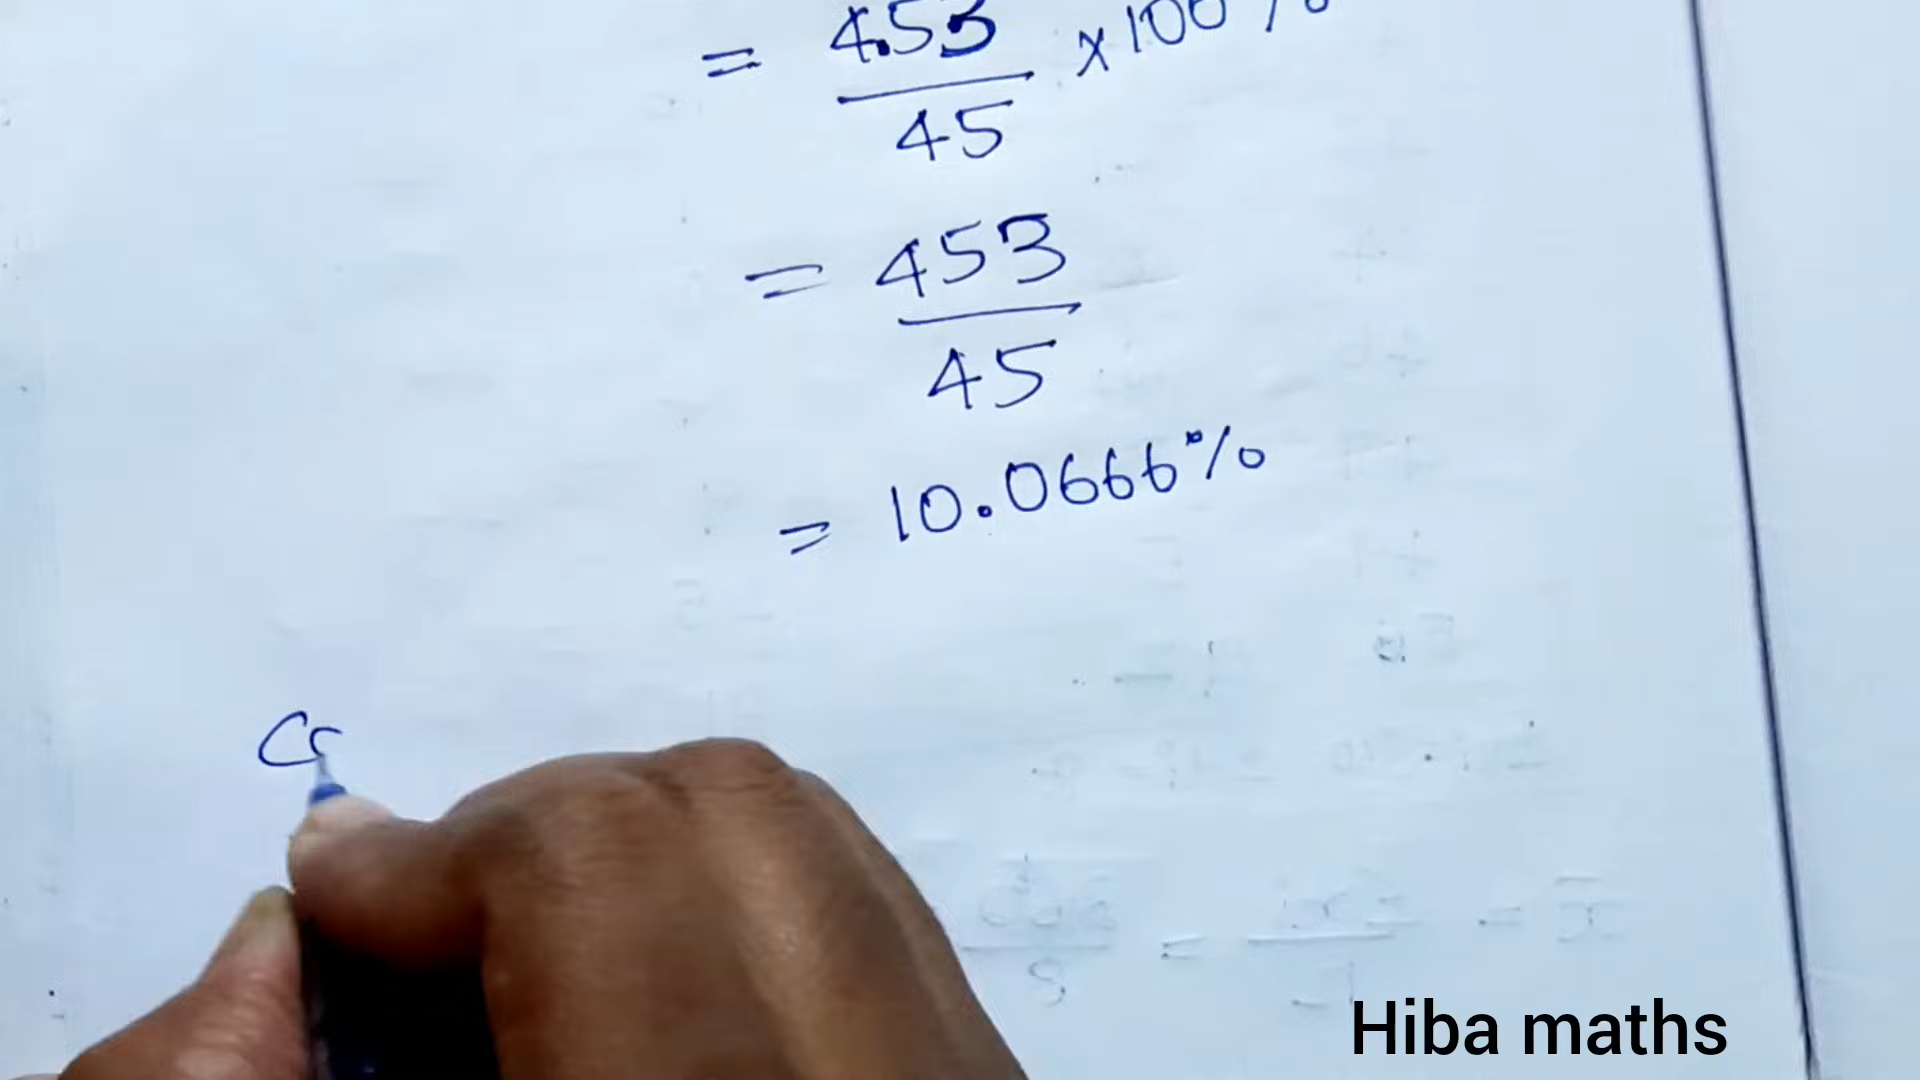 = 4.53 / 45 × 100%
= 453 / 45
= 10.0666%
Hiba maths